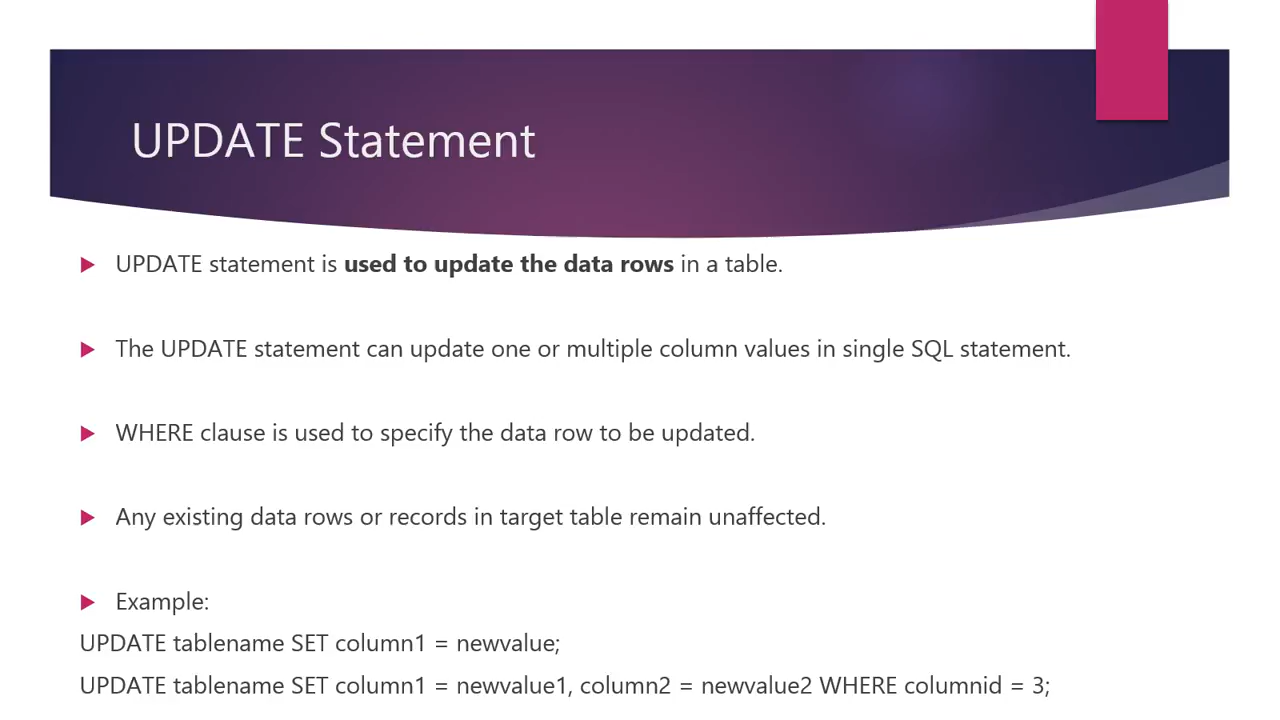 UPDATE Statement
UPDATE statement is used to update the data rows in a table.
The UPDATE statement can update one or multiple column values in single SQL statement.
WHERE clause is used to specify the data row to be updated.
Any existing data rows or records in target table remain unaffected.
Example:
UPDATE tablename SET column1 = newvalue;
UPDATE tablename SET column1 = newvalue1, column2 = newvalue2 WHERE columnid = 3;